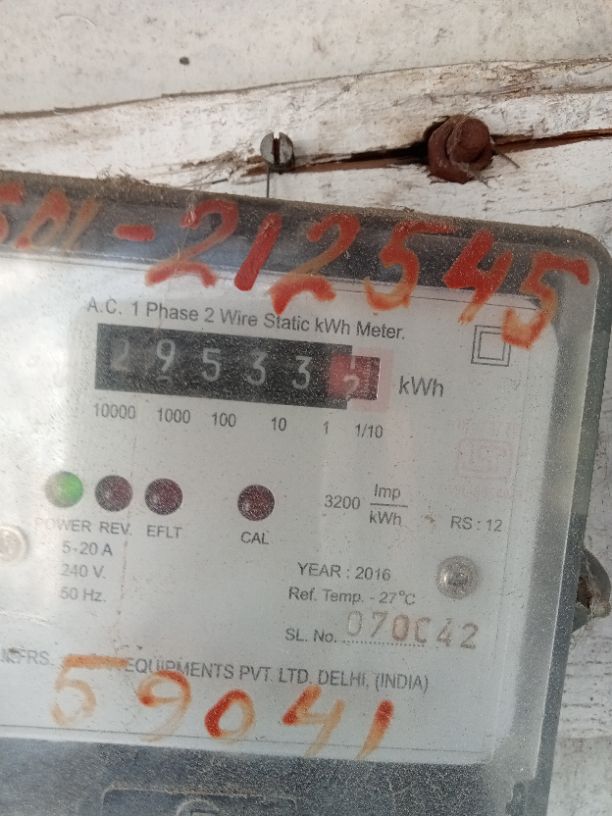 SDI-212545
A.C. 1 Phase 2 Wire Static kWh Meter.
29533 kWh
10000 1000 100 10 1 1/10
3200 Imp/kWh
RS : 12
POWER REV. EFLT CAL
5-20 A
240 V.
50 Hz.
YEAR : 2016
Ref. Temp. - 27°C
SL. No. 070C42
EQUIPMENTS PVT. LTD. DELHI, (INDIA)
59041